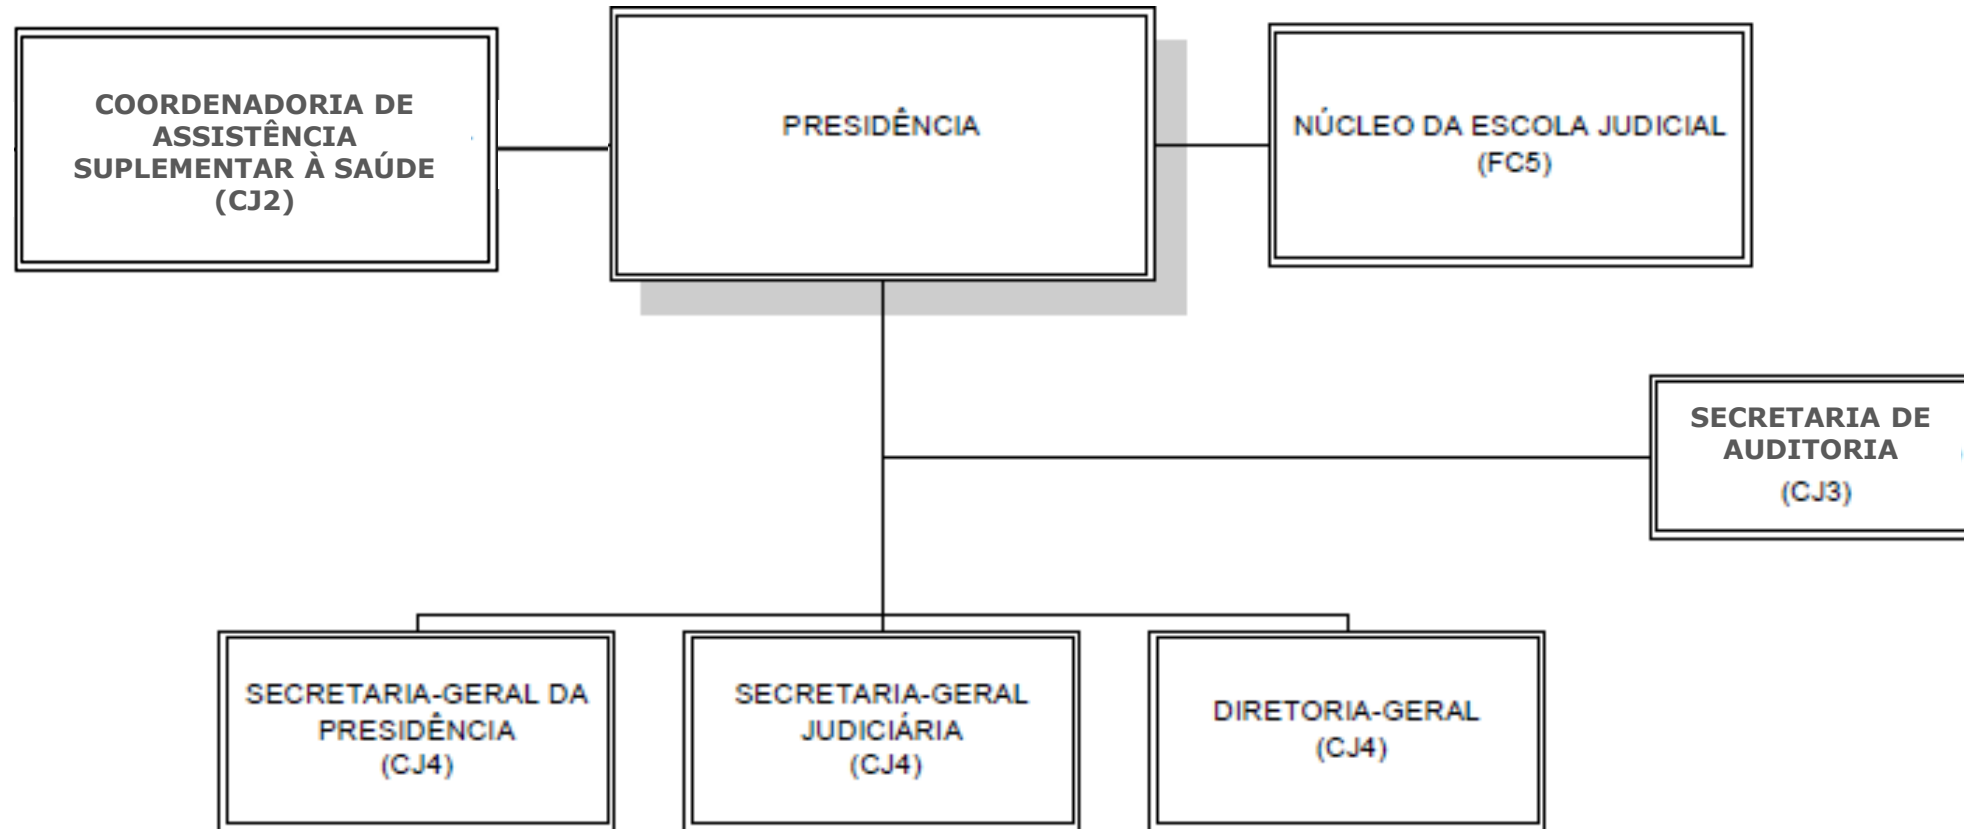 COORDENADORIA DE
ASSISTÊNCIA
SUPLEMENTAR À SAÚDE
(CJ2)
PRESIDÊNCIA
NÚCLEO DA ESCOLA JUDICIAL
(FC5)
SECRETARIA DE
AUDITORIA
(CJ3)
SECRETARIA-GERAL DA
PRESIDÊNCIA
(CJ4)
SECRETARIA-GERAL
JUDICIÁRIA
(CJ4)
DIRETORIA-GERAL
(CJ4)